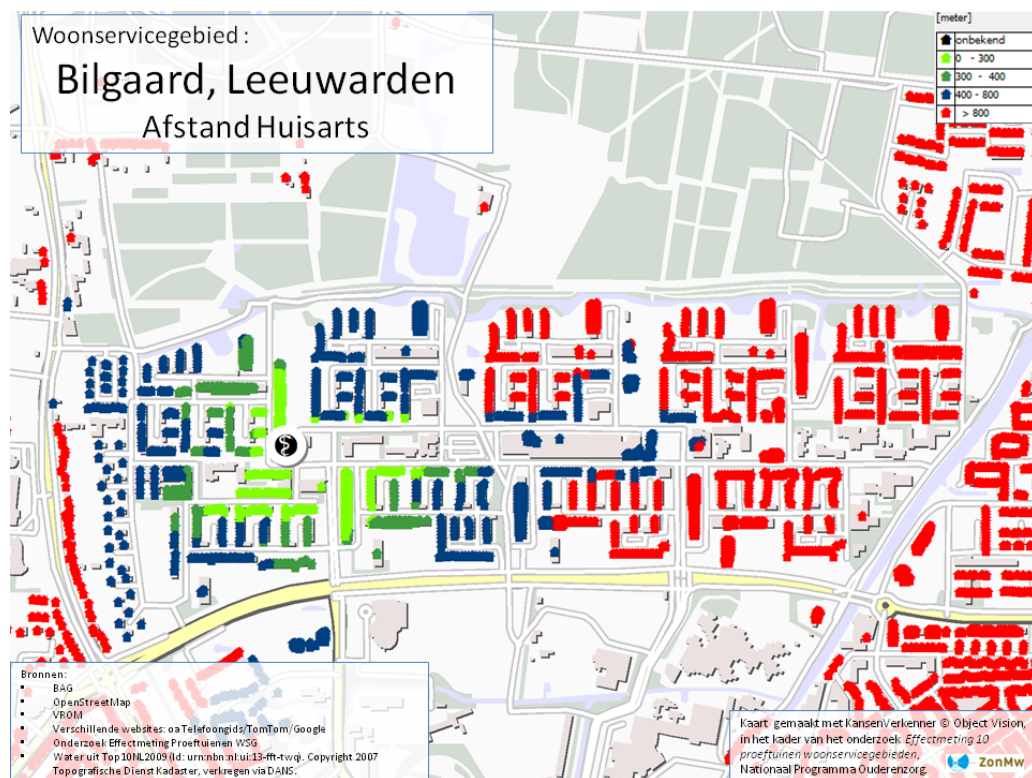 Woonservicegebied :
Bilgaard, Leeuwarden
Afstand Huisarts
[meter]
onbekend
0 - 300
300 - 400
400 - 800
> 800
Bronnen:
▪ BAG
▪ OpenStreetMap
▪ VROM
▪ Verschillende websites: oa Telefoongids/TomTom/Google
▪ Onderzoek Effectmeting Proeftuienen WSG
▪ Water uit Top10NL2009 (Id: urn:nbn:nl:ui:13-fft-twq). Copyright 2007
Topografische Dienst Kadaster, verkregen via DANS.
Kaart gemaakt met KansenVerkenner © Object Vision,
in het kader van het onderzoek Effectmeting 10
proeftuinen woonservicegebieden,
Nationaal Programma Ouderenzorg.
ZonMw